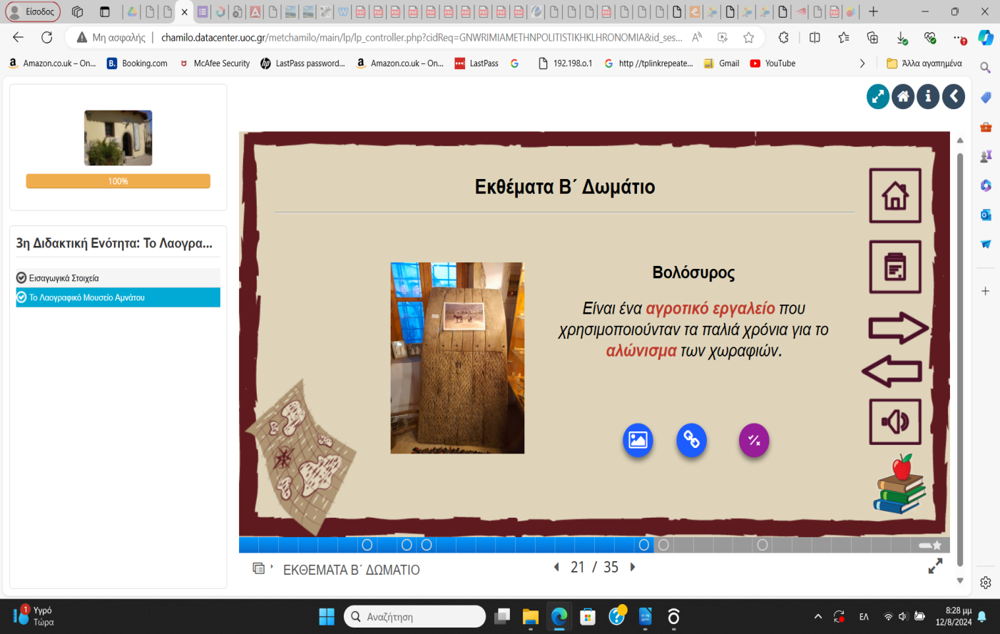 Είσοδος
Μη ασφαλής
chamilo.datacenter.uoc.gr/metchamilo/main/lp/lp_controller.php?cidReq=GNWRIMIAMETHNPOLITISTIKHKLHRONOMIA&id_ses...
Amazon.co.uk – On...
Booking.com
McAfee Security
LastPass password...
Amazon.co.uk – On...
LastPass
192.198.o.1
http://tplinkrepeate...
Gmail
YouTube
Άλλα αγαπημένα
100%
3η Διδακτική Ενότητα: Το Λαογρα...
Εισαγωγικά Στοιχεία
Το Λαογραφικό Μουσείο Αμνάτου
Εκθέματα Β΄ Δωμάτιο
Βολόσυρος
Είναι ένα αγροτικό εργαλείο που
χρησιμοποιούνταν τα παλιά χρόνια για το
αλώνισμα των χωραφιών.
ΕΚΘΕΜΑΤΑ Β΄ ΔΩΜΑΤΙΟ
21 / 35
1
Υγρό
Τώρα
Αναζήτηση
ΕΛ
8:28 μμ
12/8/2024